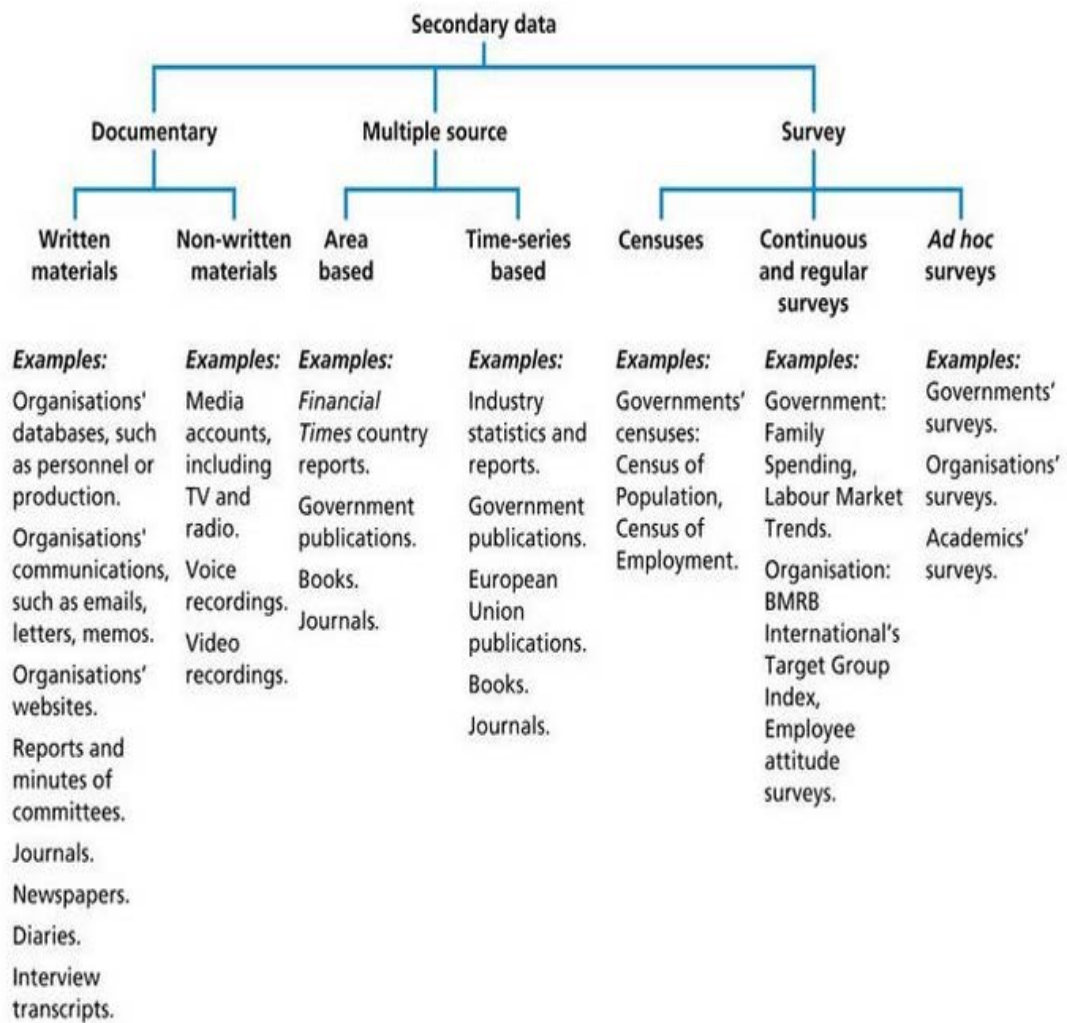 Secondary data
Documentary
Multiple source
Survey
Written
materials
Non-written
materials
Area
based
Time-series
based
Censuses
Continuous
and regular
surveys
Ad hoc
surveys
Examples:
Organisations'
databases, such
as personnel or
production.
Organisations'
communications,
such as emails,
letters, memos.
Organisations'
websites.
Reports and
minutes of
committees.
Journals.
Newspapers.
Diaries.
Interview
transcripts.
Examples:
Media
accounts,
including
TV and
radio.
Voice
recordings.
Video
recordings.
Examples:
Financial
Times country
reports.
Government
publications.
Books.
Journals.
Examples:
Industry
statistics and
reports.
Government
publications.
European
Union
publications.
Books.
Journals.
Examples:
Governments'
censuses:
Census of
Population,
Census of
Employment.
Examples:
Government:
Family
Spending,
Labour Market
Trends.
Organisation:
BMRB
International's
Target Group
Index,
Employee
attitude
surveys.
Examples:
Governments'
surveys.
Organisations'
surveys.
Academics'
surveys.